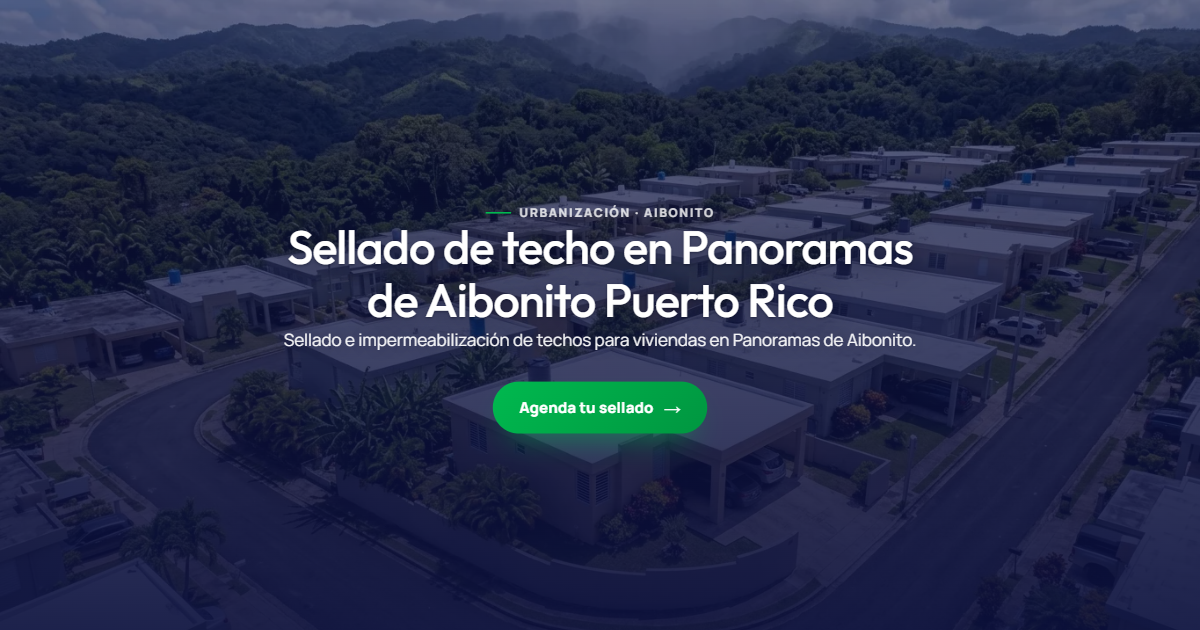 URBANIZACIÓN · AIBONITO
Sellado de techo en Panoramas
de Aibonito Puerto Rico
Sellado e impermeabilización de techos para viviendas en Panoramas de Aibonito.
Agenda tu sellado →